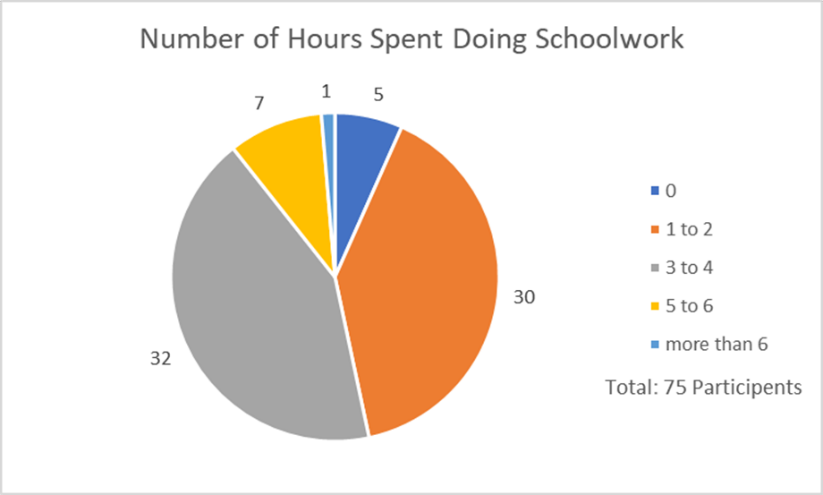 Number of Hours Spent Doing Schoolwork
7
1
5
0
1 to 2
3 to 4
5 to 6
more than 6
30
32
Total: 75 Participants